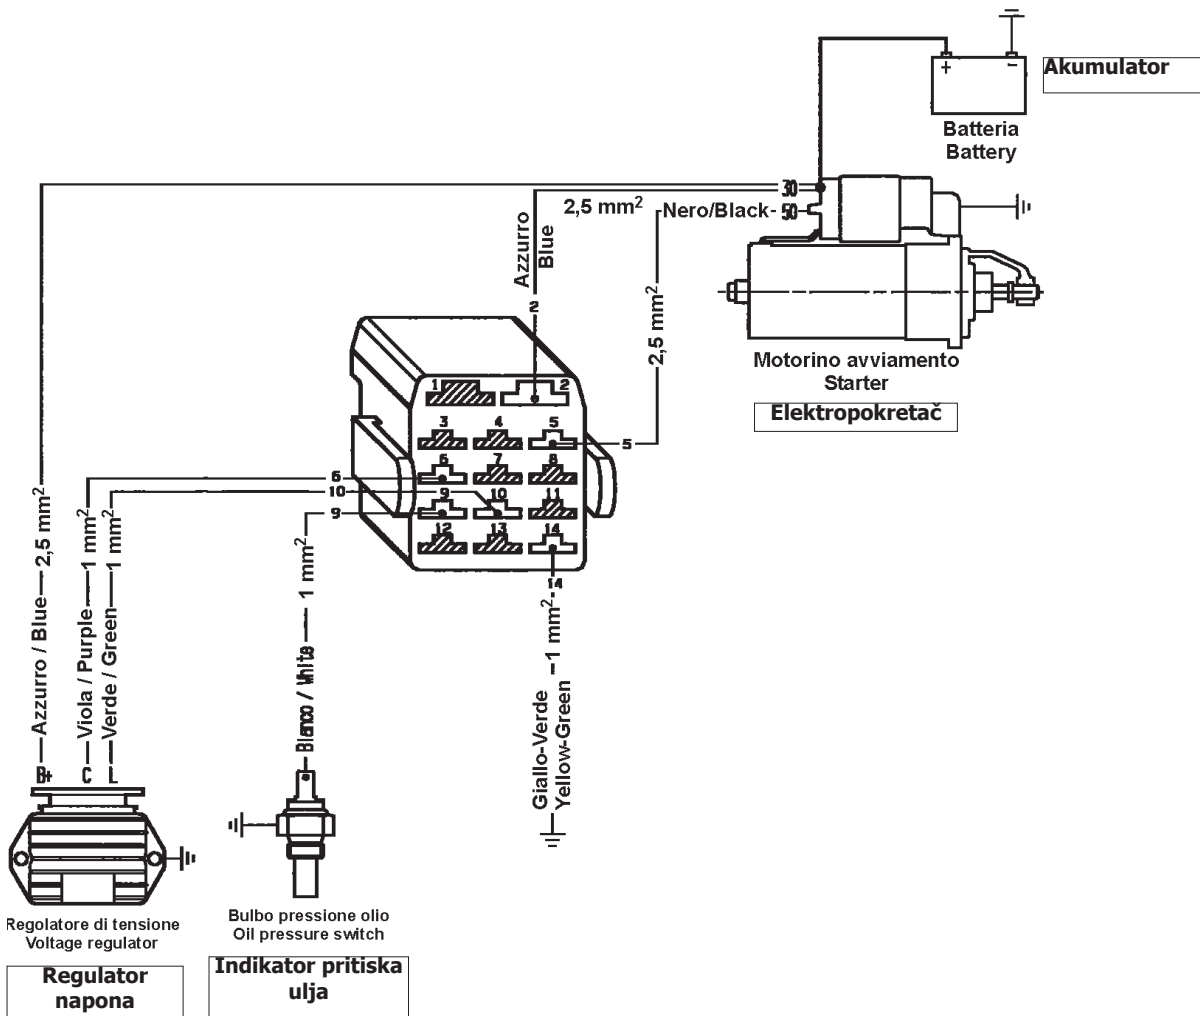 + -
Akumulator
Batteria
Battery
30
2,5 mm²
Nero/Black- 50
Azzurro
Blue
2
2,5 mm²
Motorino avviamento
Starter
Elektropokretač
1 2
3 4 5
5
6 7 8
6
10
9 10 11
9
12 13 14
14
2,5 mm²
1 mm²
1 mm²
1 mm²
1 mm²
Azzurro / Blue
Viola / Purple
Verde / Green
Blanco / White
Giallo-Verde
Yellow-Green
B+ C L
Regolatore di tensione
Voltage regulator
Regulator
napona
Bulbo pressione olio
Oil pressure switch
Indikator pritiska
ulja